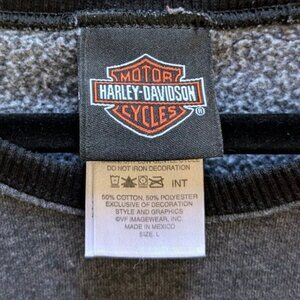 MOTOR
HARLEY-DAVIDSON
CYCLES
®
DO NOT IRON DECORATION
INT
50% COTTON, 50% POLYESTER
EXCLUSIVE OF DECORATION
STYLE AND GRAPHICS
©VF IMAGEWEAR, INC.
MADE IN MEXICO
SIZE: L